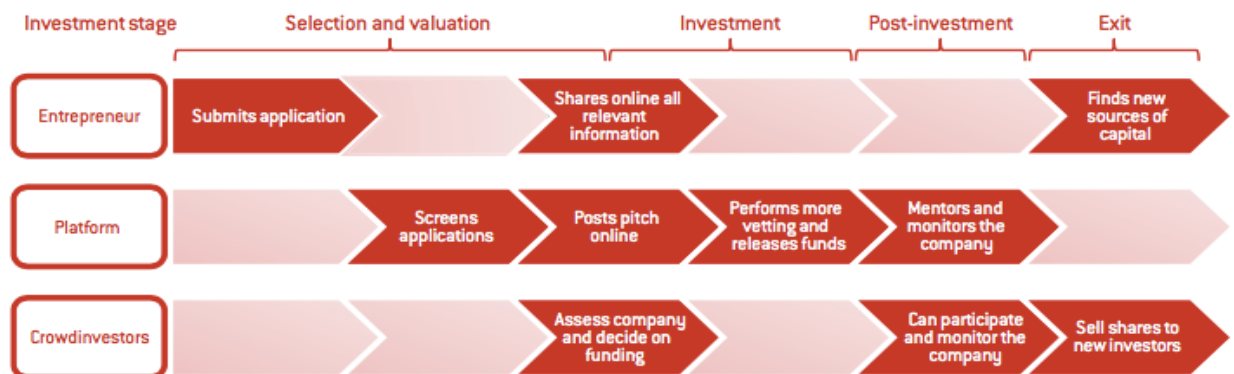 Investment stage
Selection and valuation
Investment
Post-investment
Exit
Entrepreneur
Submits application
Shares online all
relevant
information
Finds new
sources of
capital
Platform
Screens
applications
Posts pitch
online
Performs more
vetting and
releases funds
Mentors and
monitors the
company
Crowdinvestors
Assess company
and decide on
funding
Can participate
and monitor the
company
Sell shares to
new investors